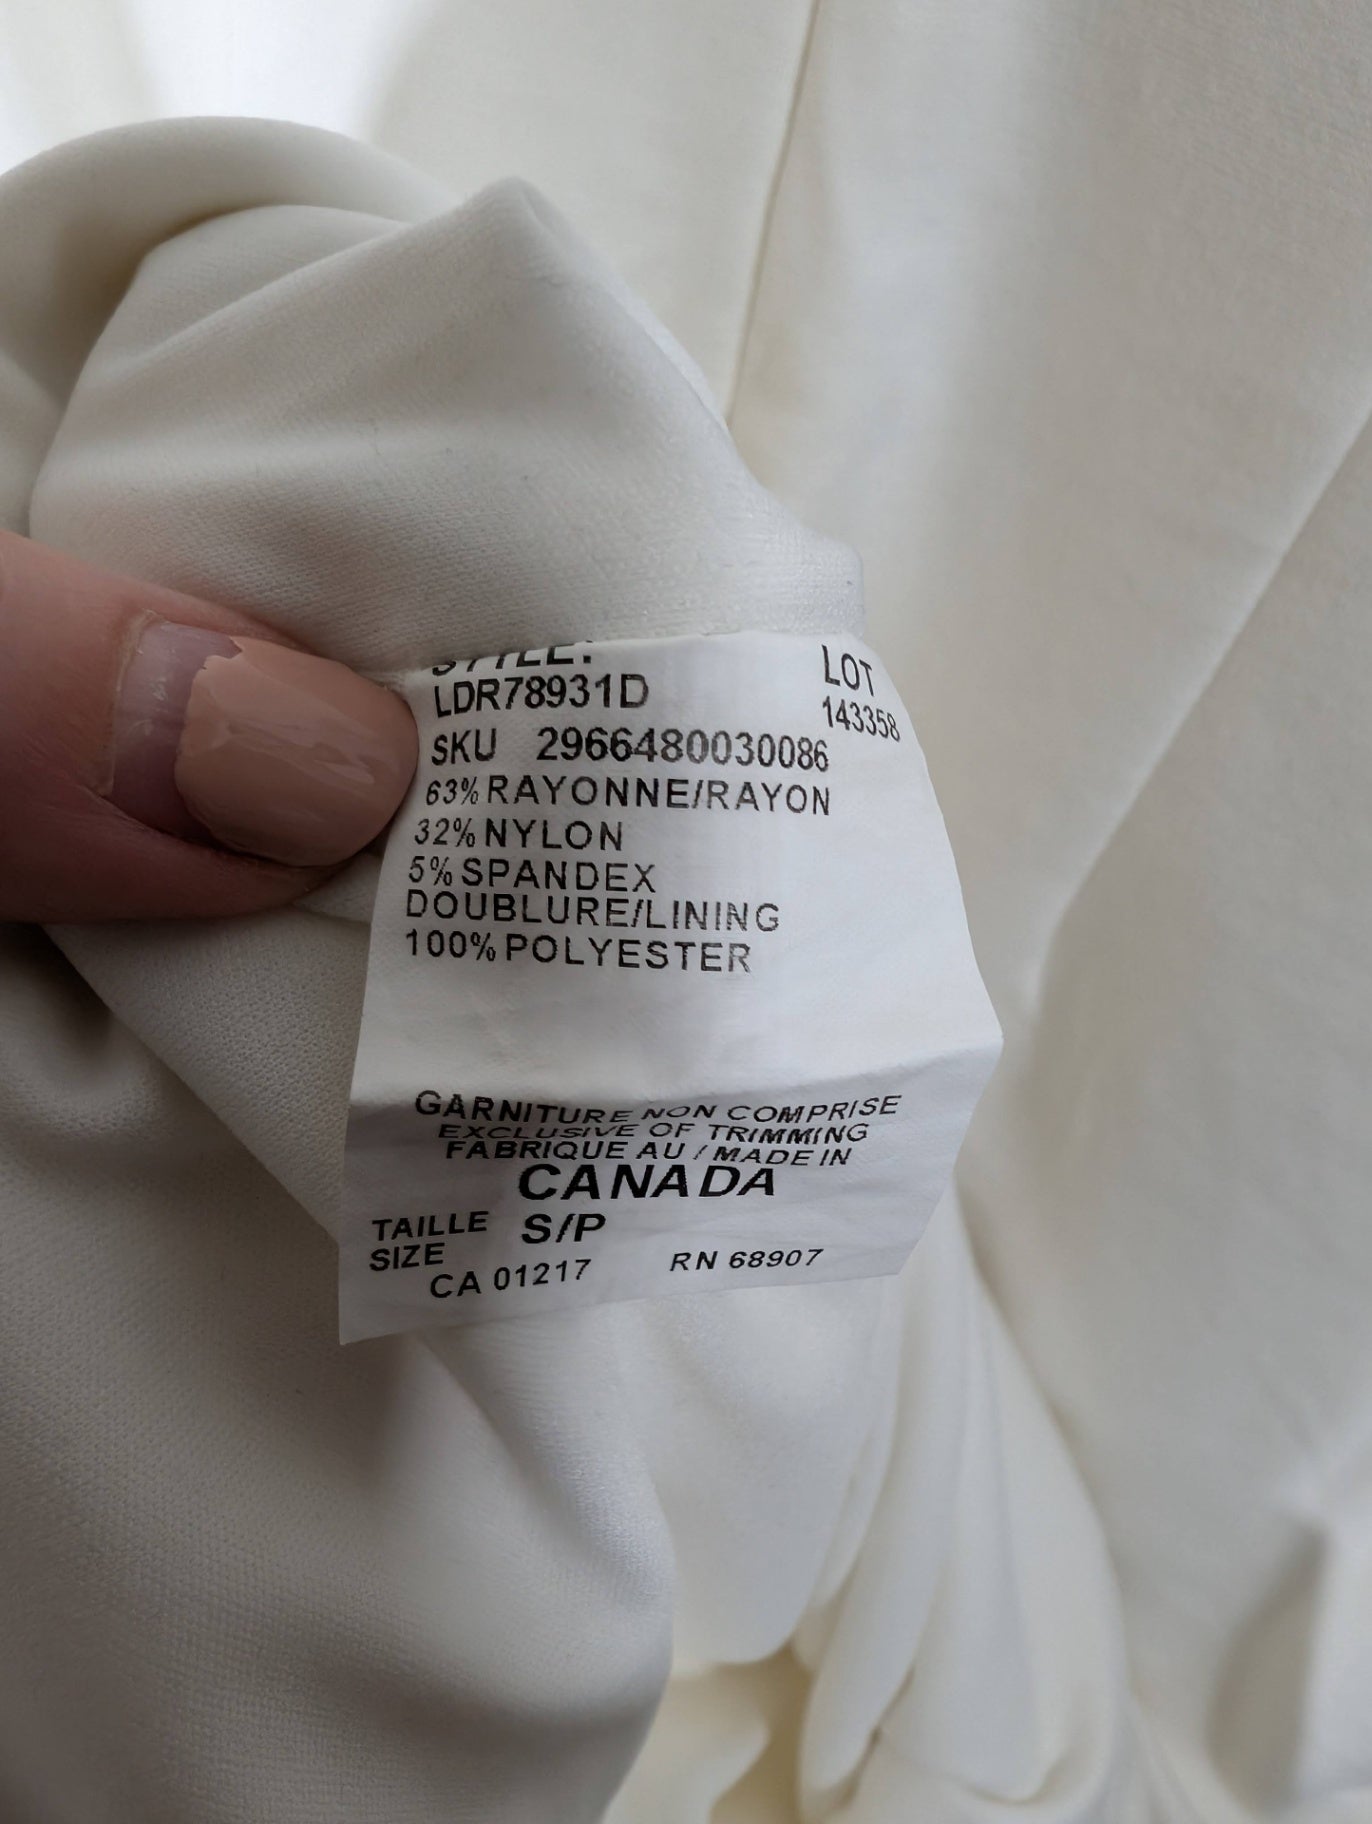 STYLE:
LDR78931D
LOT
143358
SKU 2966480030086
63% RAYONNE/RAYON
32% NYLON
5% SPANDEX
DOUBLURE/LINING
100% POLYESTER
GARNITURE NON COMPRISE
EXCLUSIVE OF TRIMMING
FABRIQUE AU / MADE IN
CANADA
TAILLE S/P
SIZE
CA 01217 RN 68907